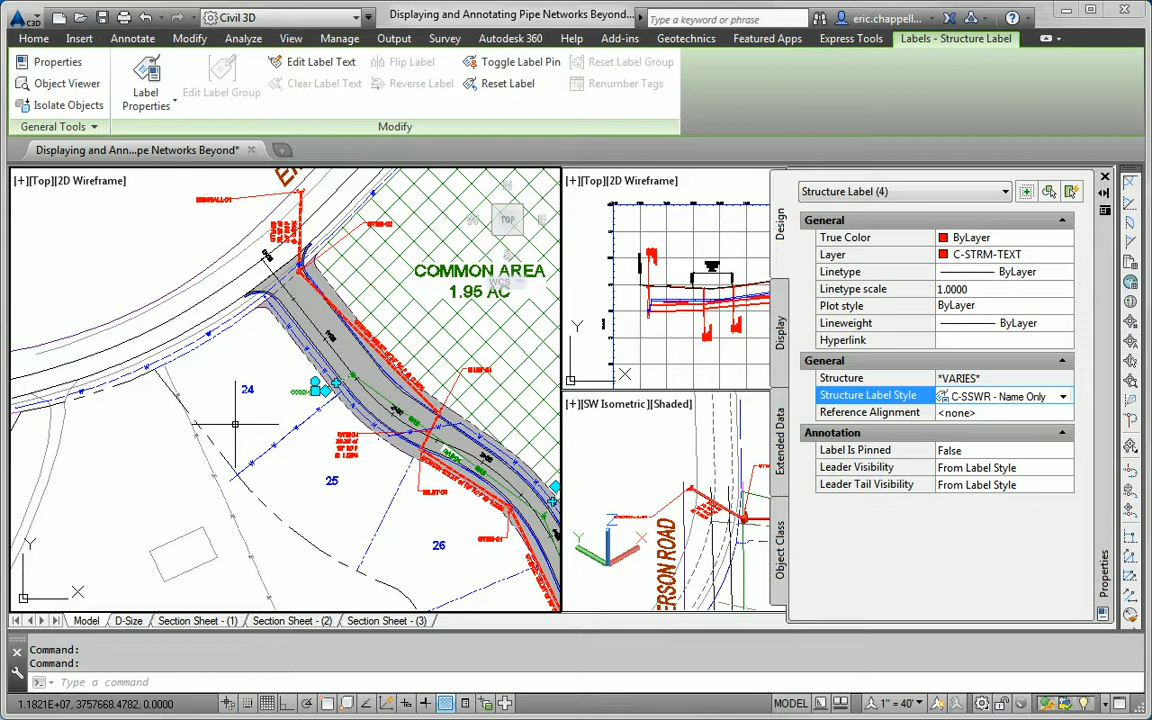 C3D
Civil 3D
Displaying and Annotating Pipe Networks Beyond...
Type a keyword or phrase
eric.chappell...
Home
Insert
Annotate
Modify
Analyze
View
Manage
Output
Survey
Autodesk 360
Help
Add-ins
Geotechnics
Featured Apps
Express Tools
Labels - Structure Label
Properties
Object Viewer
Isolate Objects
General Tools
Label
Properties
Edit Label Group
Edit Label Text
Clear Label Text
Flip Label
Reverse Label
Toggle Label Pin
Reset Label
Reset Label Group
Renumber Tags
Modify
Displaying and Ann...pe Networks Beyond*
[+][Top][2D Wireframe]
N
TOP
WCS
COMMON AREA
1.95 AC
24
25
26
Y
X
[+][Top][2D Wireframe]
Y
X
[+][SW Isometric][Shaded]
ERSON ROAD
Z
Y
X
Structure Label (4)
General
True Color ByLayer
Layer C-STRM-TEXT
Linetype ByLayer
Linetype scale 1.0000
Plot style ByLayer
Lineweight ByLayer
Hyperlink
General
Structure *VARIES*
Structure Label Style C-SSWR - Name Only
Reference Alignment <none>
Annotation
Label Is Pinned False
Leader Visibility From Label Style
Leader Tail Visibility From Label Style
Design
Display
Extended Data
Object Class
Properties
Model
D-Size
Section Sheet - (1)
Section Sheet - (2)
Section Sheet - (3)
Command:
Command:
Type a command
1.1821E+07, 3757668.4782, 0.0000
MODEL
1" = 40'